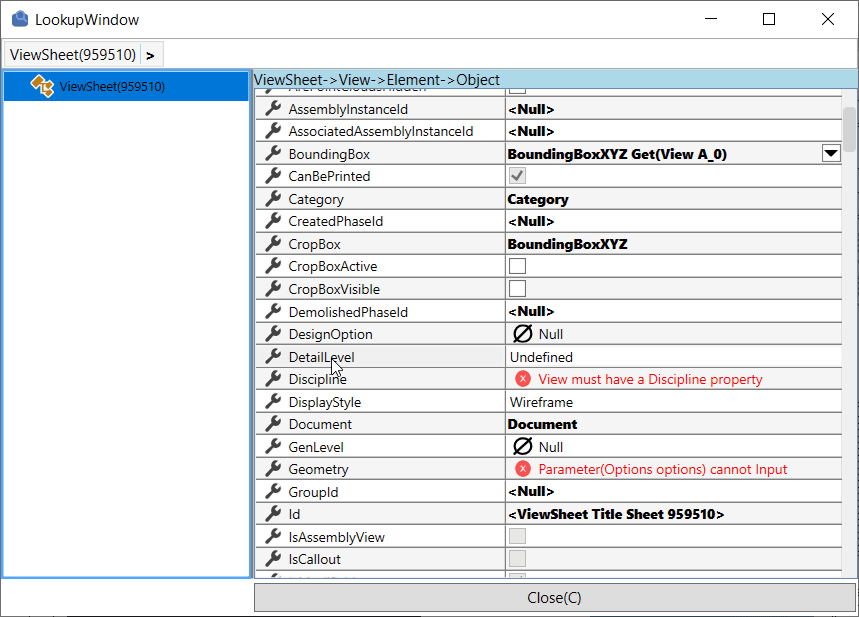 LookupWindow
ViewSheet(959510) >
ViewSheet(959510)
ViewSheet->View->Element->Object
AssemblyInstanceId <Null>
AssociatedAssemblyInstanceId <Null>
BoundingBox BoundingBoxXYZ Get(View A_0)
CanBePrinted
Category Category
CreatedPhaseId <Null>
CropBox BoundingBoxXYZ
CropBoxActive
CropBoxVisible
DemolishedPhaseId <Null>
DesignOption Null
DetailLevel Undefined
Discipline View must have a Discipline property
DisplayStyle Wireframe
Document Document
GenLevel Null
Geometry Parameter(Options options) cannot Input
GroupId <Null>
Id <ViewSheet Title Sheet 959510>
IsAssemblyView
IsCallout
Close(C)